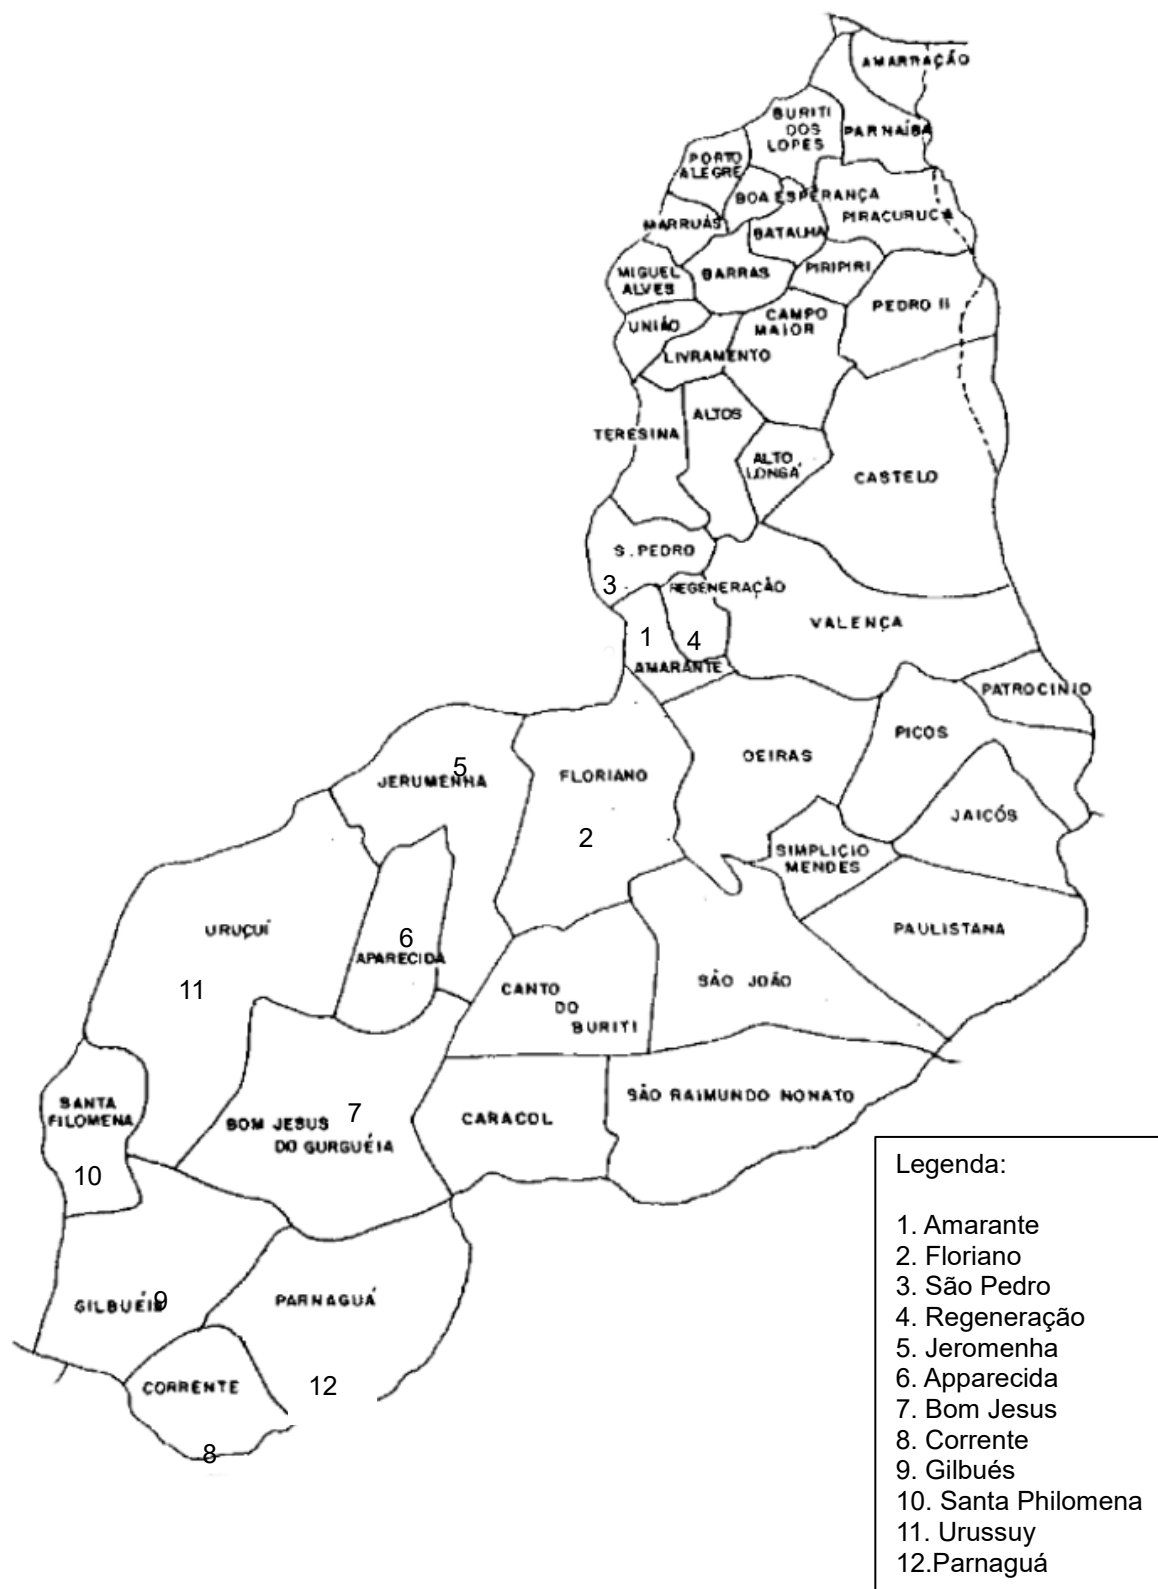 AMARRAÇÃO
BURITI
DOS
LOPES
PARNAÍBA
PORTO
ALEGRE
BOA ESPERANÇA
PIRACURUCA
MARRUÁS
BATALHA
MIGUEL
ALVES
BARRAS
PIRIPIRI
PEDRO II
UNIÃO
CAMPO
MAIOR
LIVRAMENTO
TERESINA
ALTOS
ALTO
LONGÁ
CASTELO
S. PEDRO
3
REGENERAÇÃO
VALENÇA
1
4
AMARANTE
PATROCINIO
PICOS
OEIRAS
5
JERUMENHA
FLORIANO
2
JAICÓS
SIMPLICIO
MENDES
URUÇUÍ
6
APARECIDA
PAULISTANA
11
CANTO
DO
BURITI
SÃO JOÃO
SANTA
FILOMENA
10
7
BOM JESUS
DO GURGUÉIA
CARACOL
SÃO RAIMUNDO NONATO
GILBUÉIS
9
PARNAGUÁ
CORRENTE
12
8
Legenda:
1. Amarante
2. Floriano
3. São Pedro
4. Regeneração
5. Jeromenha
6. Apparecida
7. Bom Jesus
8. Corrente
9. Gilbués
10. Santa Philomena
11. Urussuy
12.Parnaguá